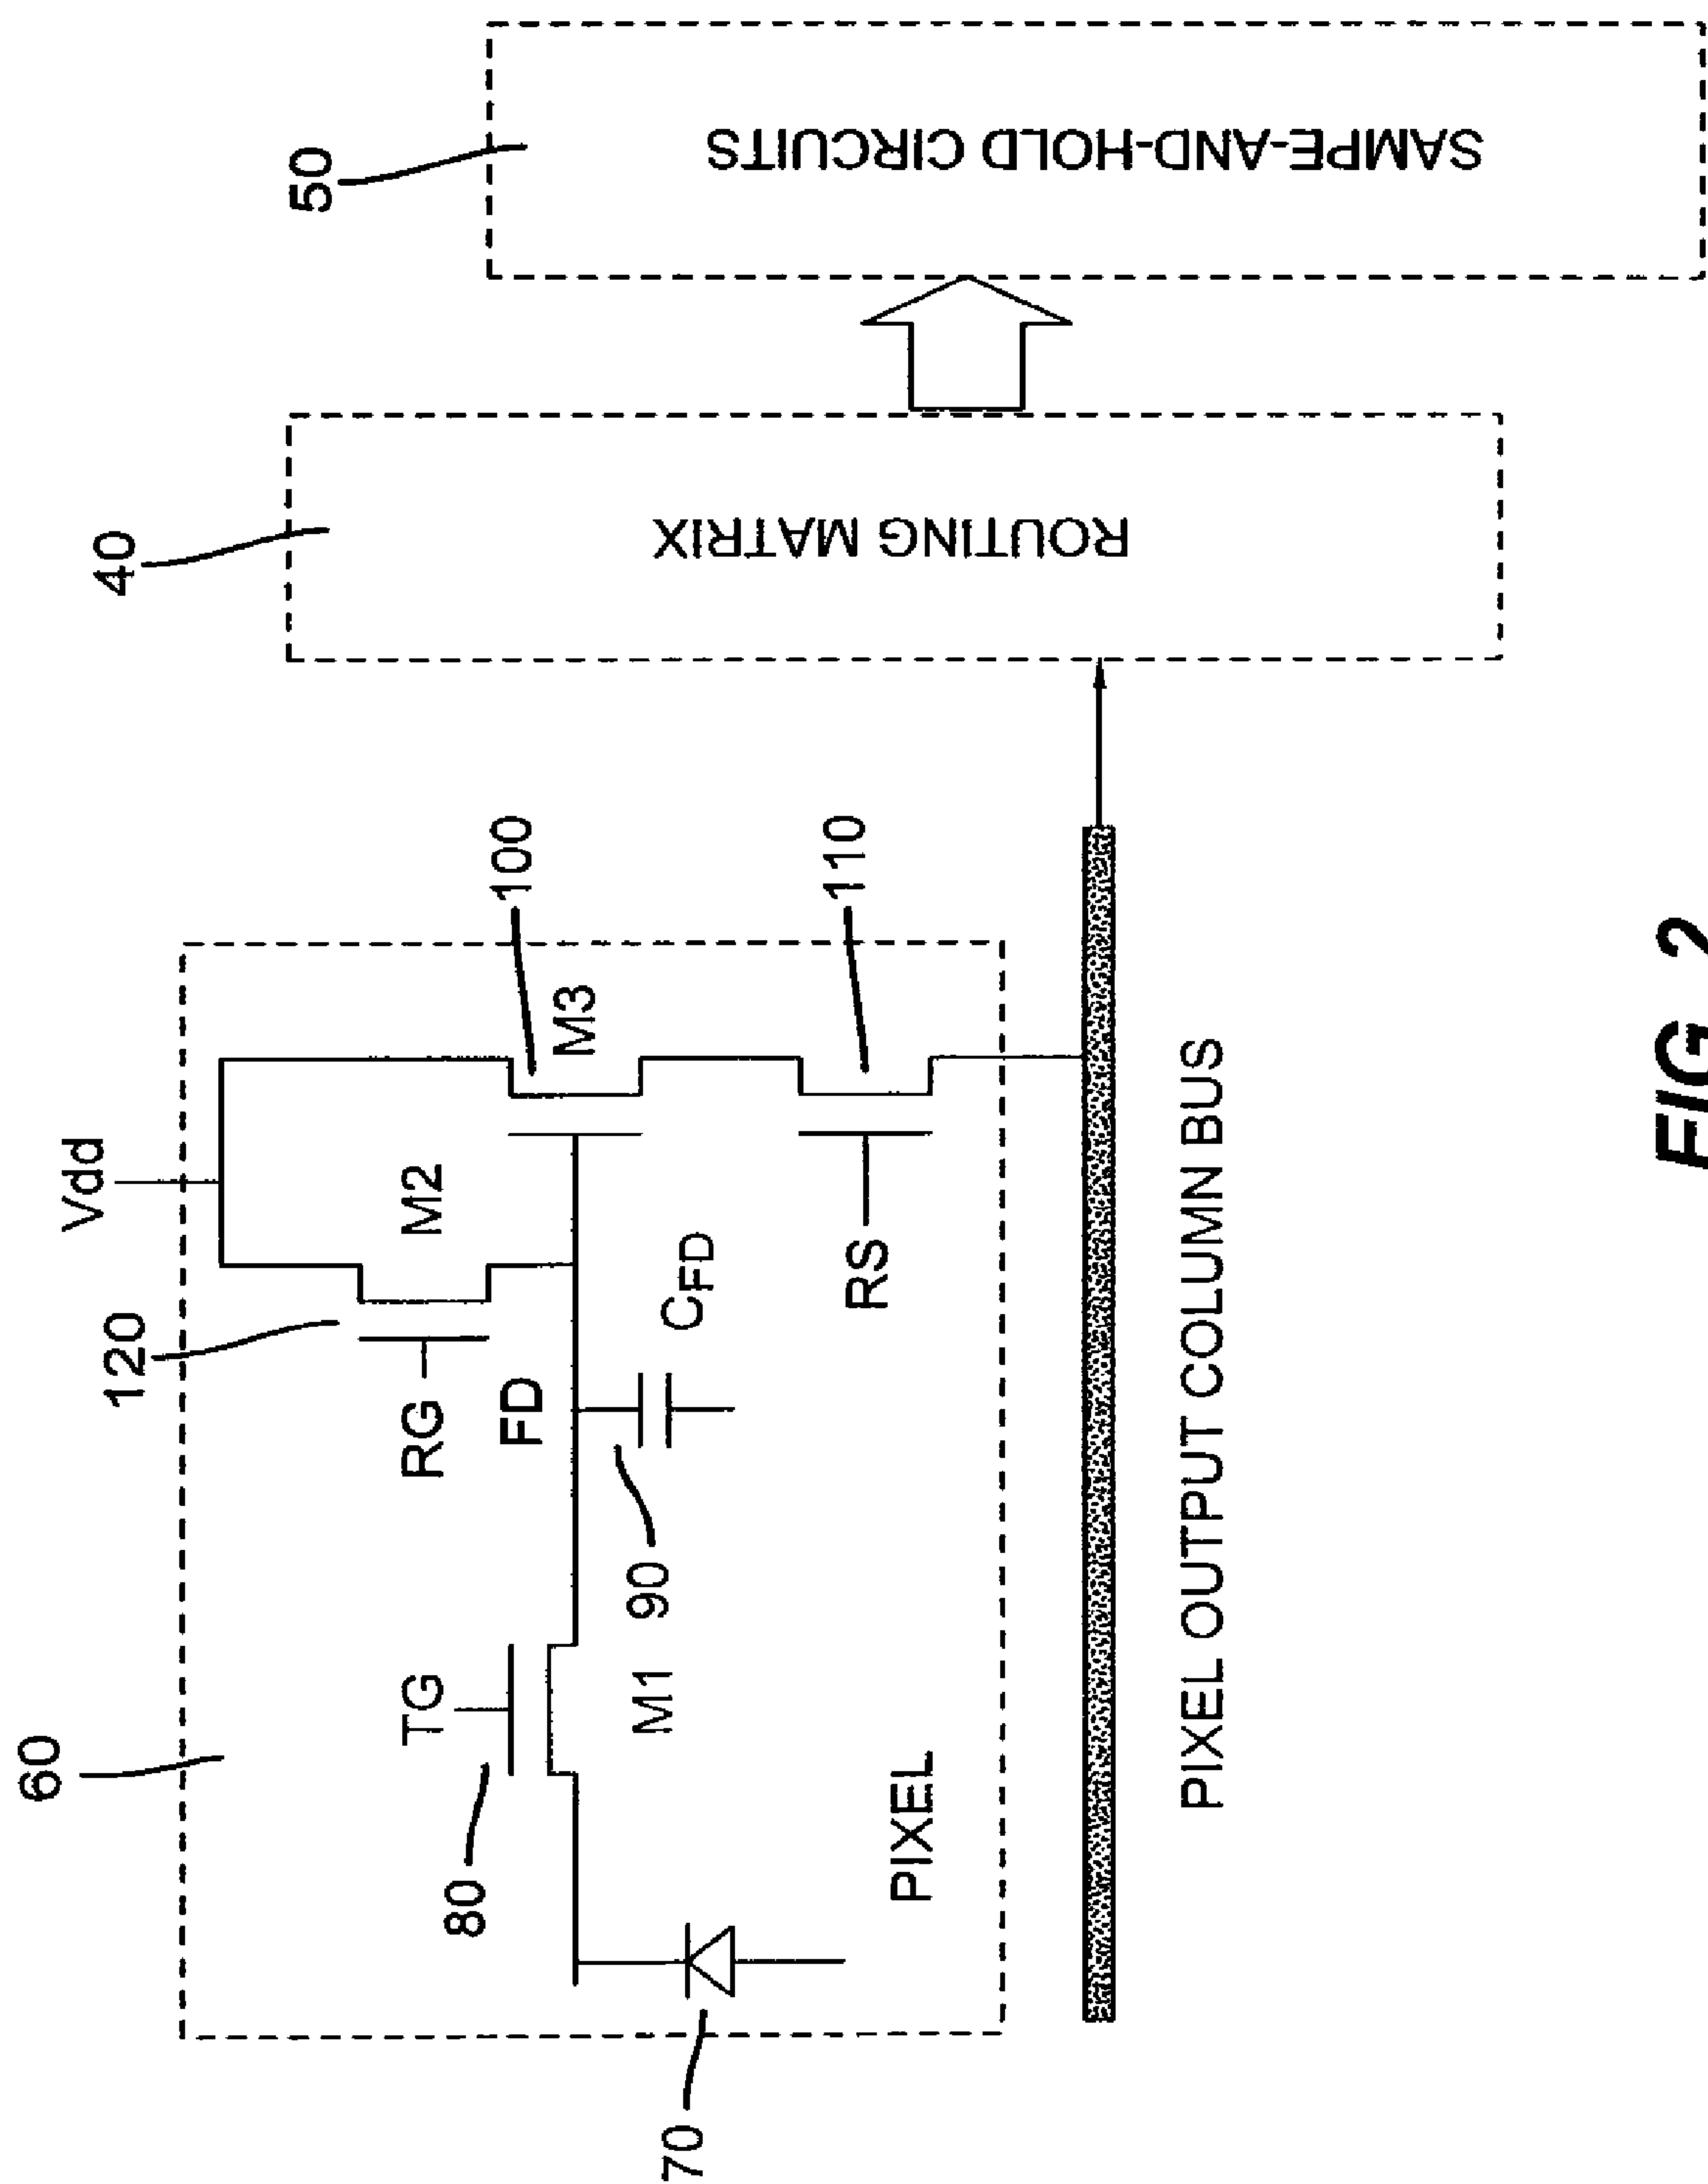 60
120
Vdd
40
50
TG
RG
M2
80
FD
100
M3
M1
90
CFD
70
RS
110
PIXEL
ROUTING MATRIX
SAMPE-AND-HOLD CIRCUITS
PIXEL OUTPUT COLUMN BUS
FIG. 2